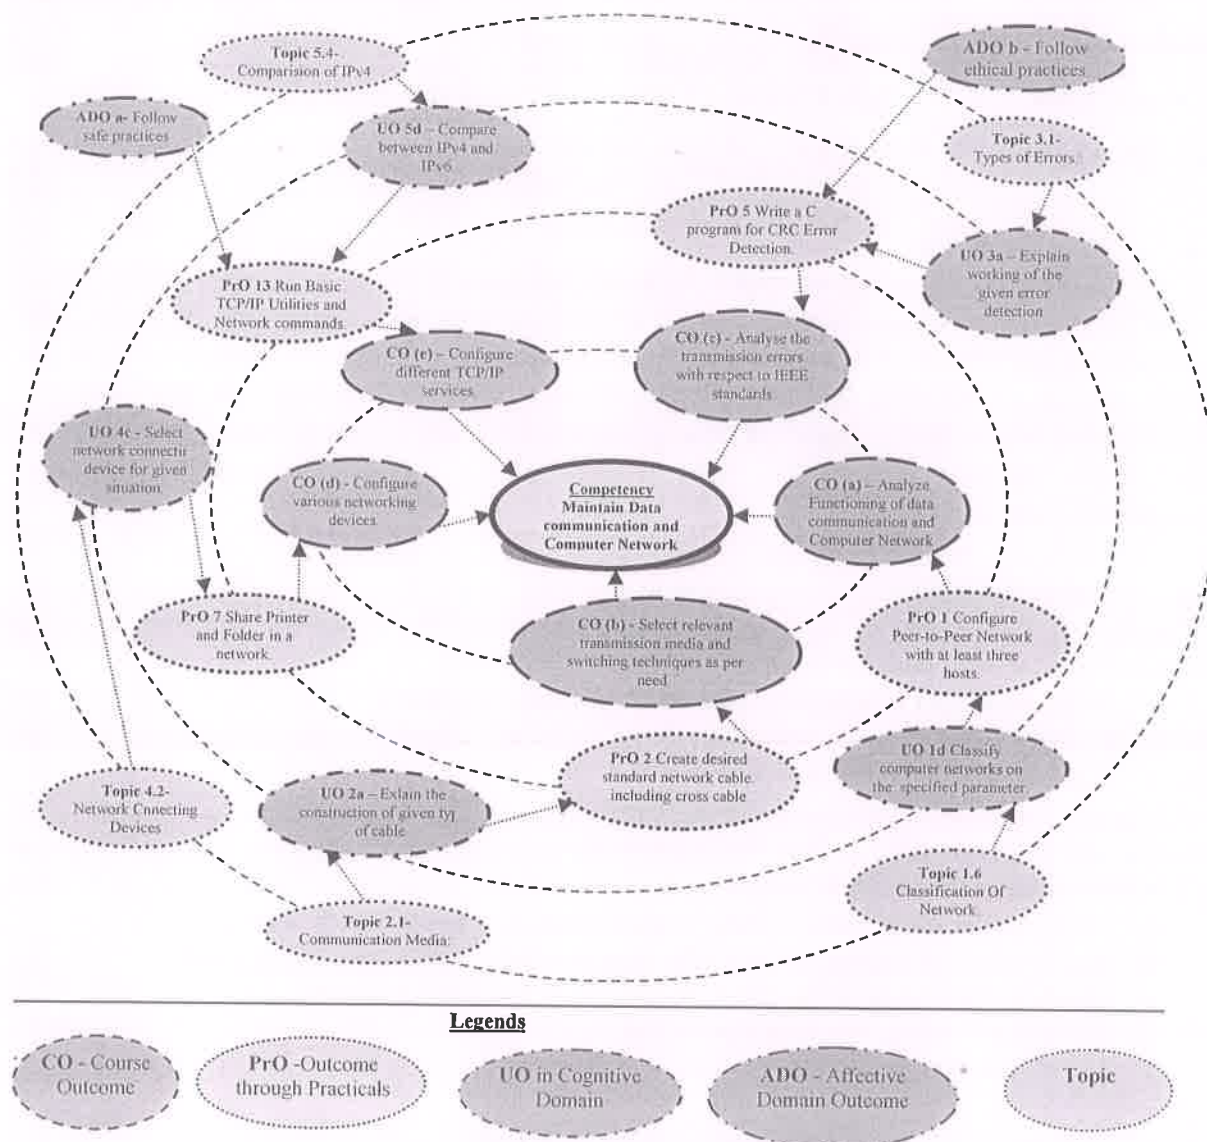 Topic 5.4-
Comparision of IPv4
ADO b - Follow
ethical practices
ADO a- Follow
safe practices
UO 5d – Compare
between IPv4 and
IPv6
Topic 3.1-
Types of Errors
PrO 5 Write a C
program for CRC Error
Detection.
UO 3a – Explain
working of the
given error
detection
PrO 13 Run Basic
TCP/IP Utilities and
Network commands.
CO (e) – Configure
different TCP/IP
services.
CO (c) - Analyse the
transmission errors
with respect to IEEE
standards
UO 4c - Select
network connectin
device for given
situation
CO (d) - Configure
various networking
devices.
Competency
Maintain Data
communication and
Computer Network
CO (a) – Analyze
Functioning of data
communication and
Computer Network
PrO 7 Share Printer
and Folder in a
network.
CO (b) - Select relevant
transmission media and
switching techniques as per
need
PrO 1 Configure
Peer-to-Peer Network
with at least three
hosts.
Topic 4.2-
Network Cnnecting
Devices
UO 2a – Exlain the
construction of given typ
of cable
PrO 2 Create desired
standard network cable
including cross cable
UO 1d Classify
computer networks on
the specified parameter
Topic 2.1-
Communication Media:
Topic 1.6
Classification Of
Network
Legends
CO - Course
Outcome
PrO -Outcome
through Practicals
UO in Cognitive
Domain
ADO - Affective
Domain Outcome
Topic